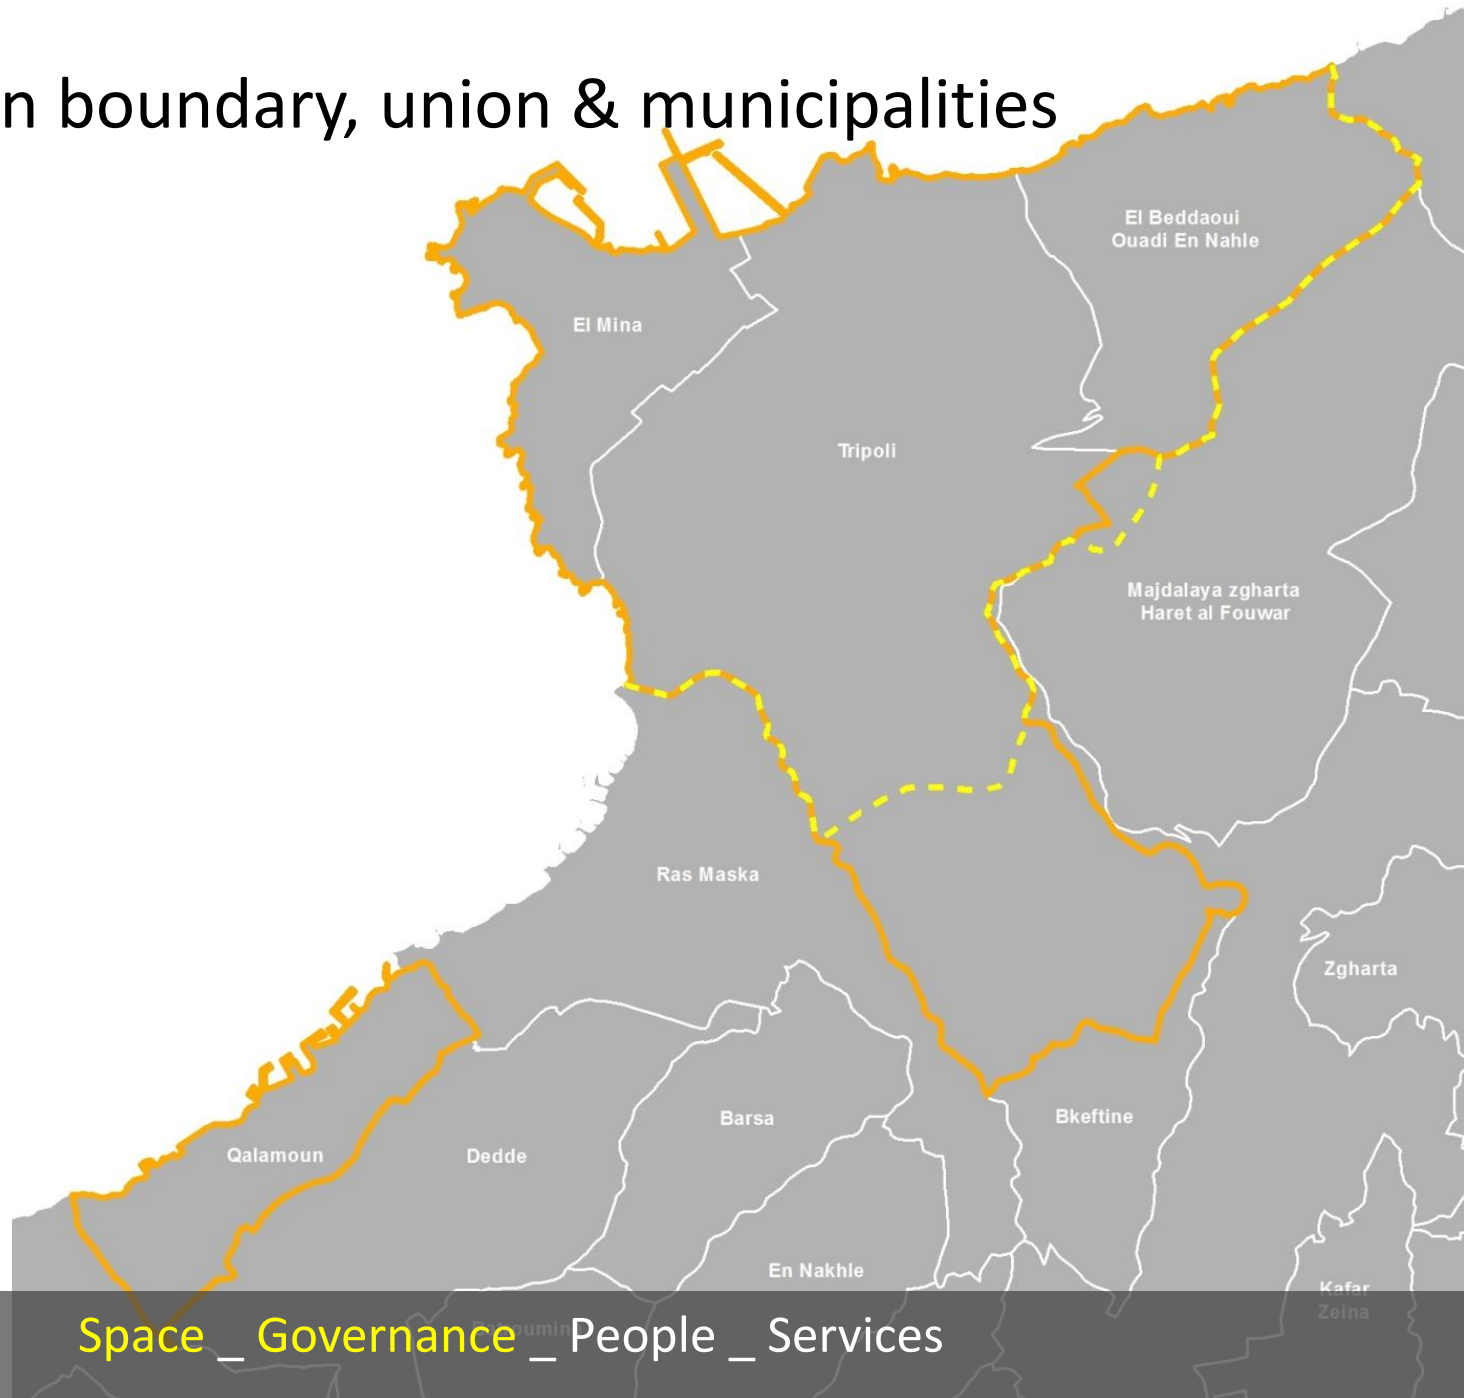 n boundary, union & municipalities
El Beddaoui
Ouadi En Nahle
El Mina
Tripoli
Majdalaya zgharta
Haret al Fouwar
Ras Maska
Zgharta
Barsa
Bkeftine
Qalamoun
Dedde
En Nakhle
Kafar
Zeina
Space _ Governance _ People _ Services